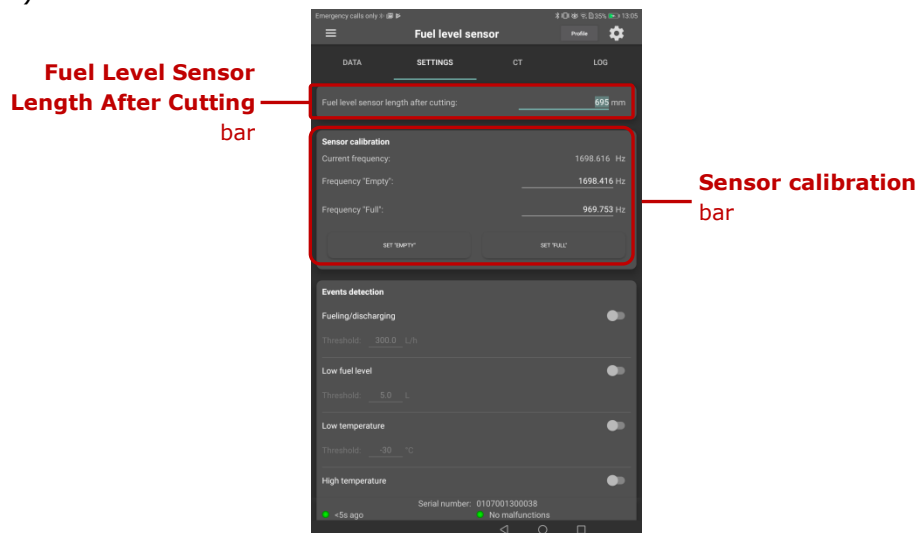 Emergency calls only
35% 13:05
Fuel level sensor
Profile
DATA SETTINGS CT LOG
Fuel Level Sensor
Length After Cutting
bar
Fuel level sensor length after cutting: 695 mm
Sensor calibration
Current frequency: 1698.616 Hz
Frequency "Empty": 1698.416 Hz
Frequency "Full": 969.753 Hz
SET "EMPTY" SET "FULL"
Sensor calibration
bar
Events detection
Fueling/discharging
Threshold: 300.0 L/h
Low fuel level
Threshold: 5.0 L
Low temperature
Threshold: -30 °C
High temperature
Serial number: 0107001300038
<5s ago No malfunctions